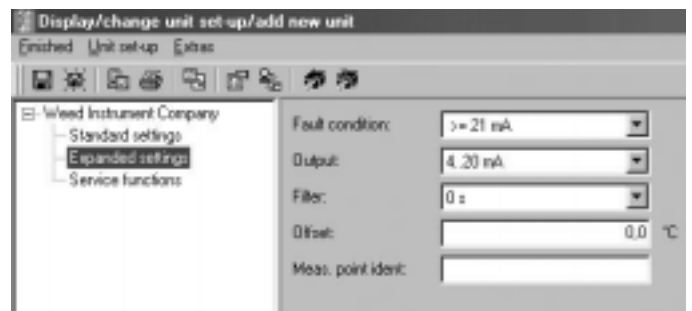 Display/change unit set-up/add new unit
Finished Unit set-up Extras
Weed Instrument Company
Standard settings
Expanded settings
Service functions
Fault condition: >= 21 mA
Output: 4..20 mA
Filter: 0 s
Offset: 0,0 °C
Meas. point ident: